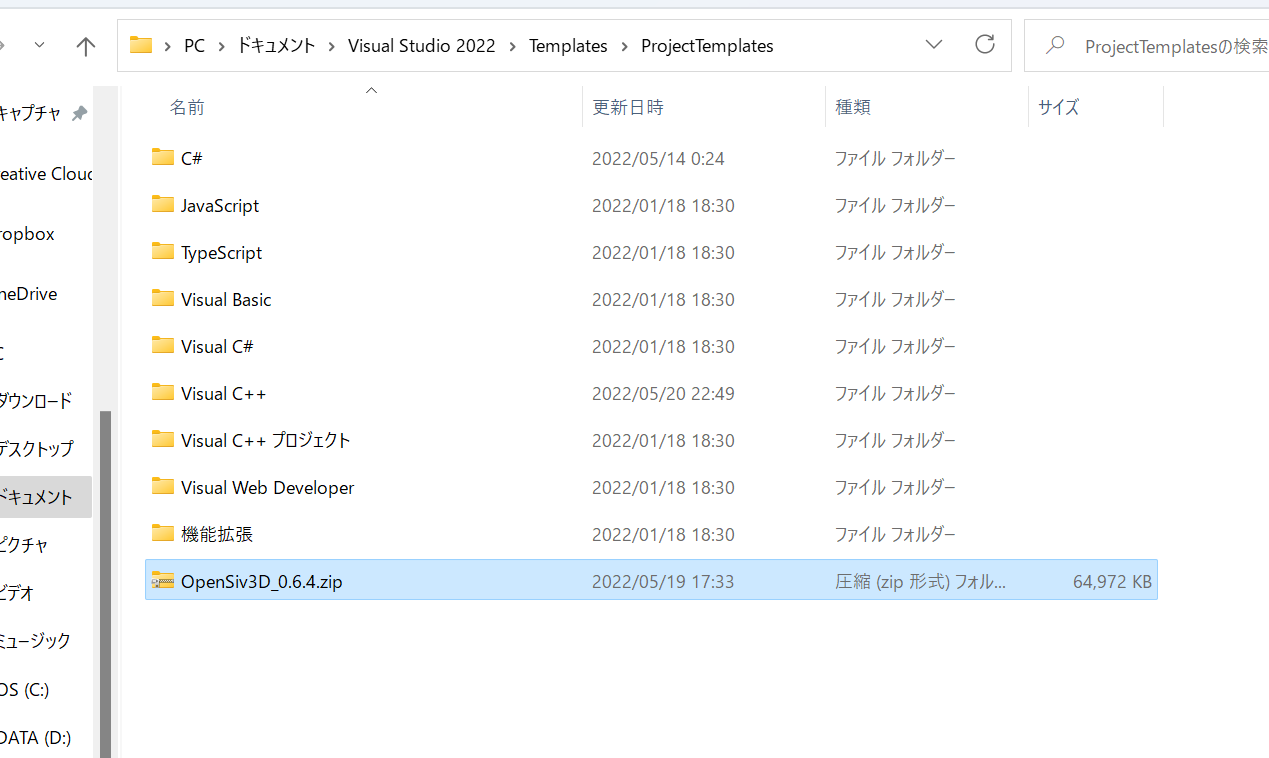 PC › ドキュメント › Visual Studio 2022 › Templates › ProjectTemplates
ProjectTemplatesの検索
名前 更新日時 種類 サイズ
C# 2022/05/14 0:24 ファイル フォルダー
JavaScript 2022/01/18 18:30 ファイル フォルダー
TypeScript 2022/01/18 18:30 ファイル フォルダー
Visual Basic 2022/01/18 18:30 ファイル フォルダー
Visual C# 2022/01/18 18:30 ファイル フォルダー
Visual C++ 2022/05/20 22:49 ファイル フォルダー
Visual C++ プロジェクト 2022/01/18 18:30 ファイル フォルダー
Visual Web Developer 2022/01/18 18:30 ファイル フォルダー
機能拡張 2022/01/18 18:30 ファイル フォルダー
OpenSiv3D_0.6.4.zip 2022/05/19 17:33 圧縮 (zip 形式) フォル... 64,972 KB
キャプチャ
eative Cloud
ropbox
neDrive
C
ダウンロード
デスクトップ
ドキュメント
ピクチャ
ビデオ
ミュージック
OS (C:)
DATA (D:)